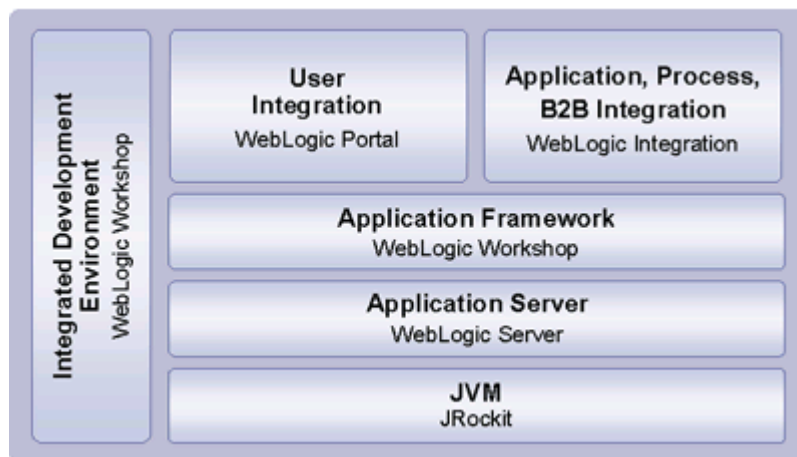 Integrated Development
Environment
WebLogic Workshop
User
Integration
WebLogic Portal
Application, Process,
B2B Integration
WebLogic Integration
Application Framework
WebLogic Workshop
Application Server
WebLogic Server
JVM
JRockit